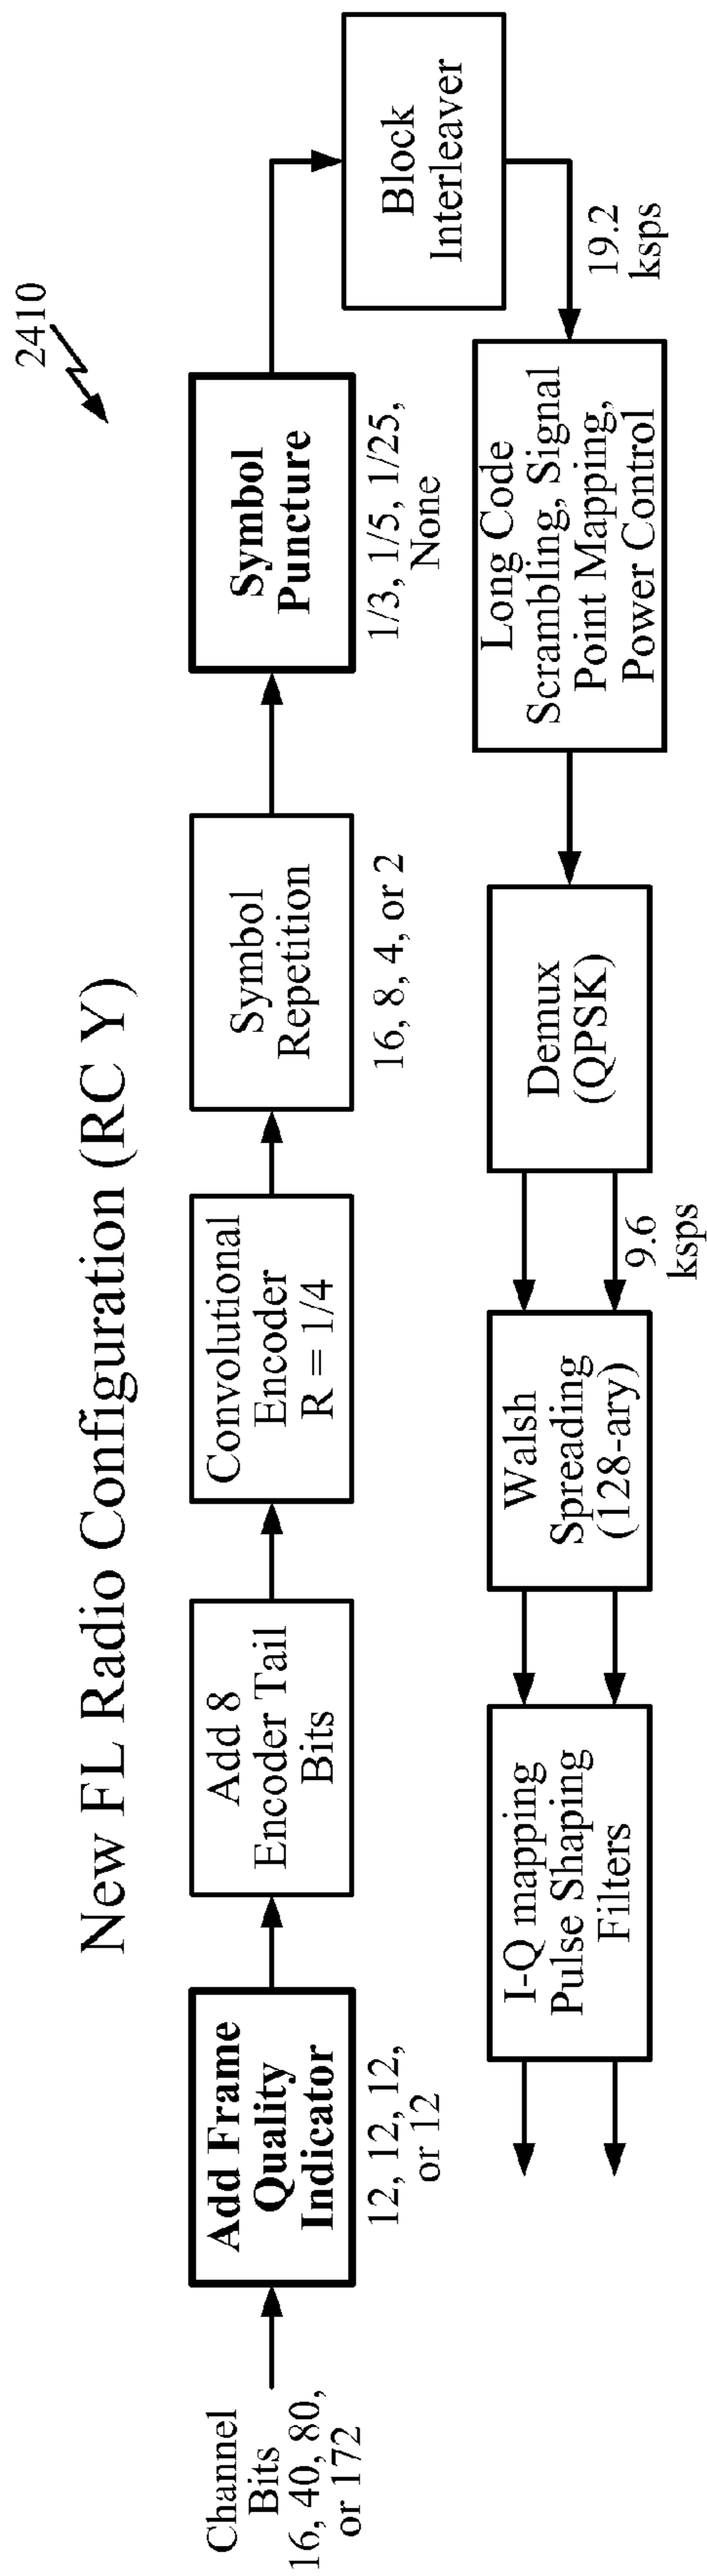 New FL Radio Configuration (RC Y)
2410
Channel
Bits
16, 40, 80,
or 172
Add Frame
Quality
Indicator
12, 12, 12,
or 12
Add 8
Encoder Tail
Bits
Convolutional
Encoder
R = 1/4
Symbol
Repetition
16, 8, 4, or 2
Symbol
Puncture
1/3, 1/5, 1/25,
None
Block
Interleaver
19.2
ksps
Long Code
Scrambling, Signal
Point Mapping,
Power Control
Demux
(QPSK)
9.6
ksps
Walsh
Spreading
(128-ary)
I-Q mapping
Pulse Shaping
Filters